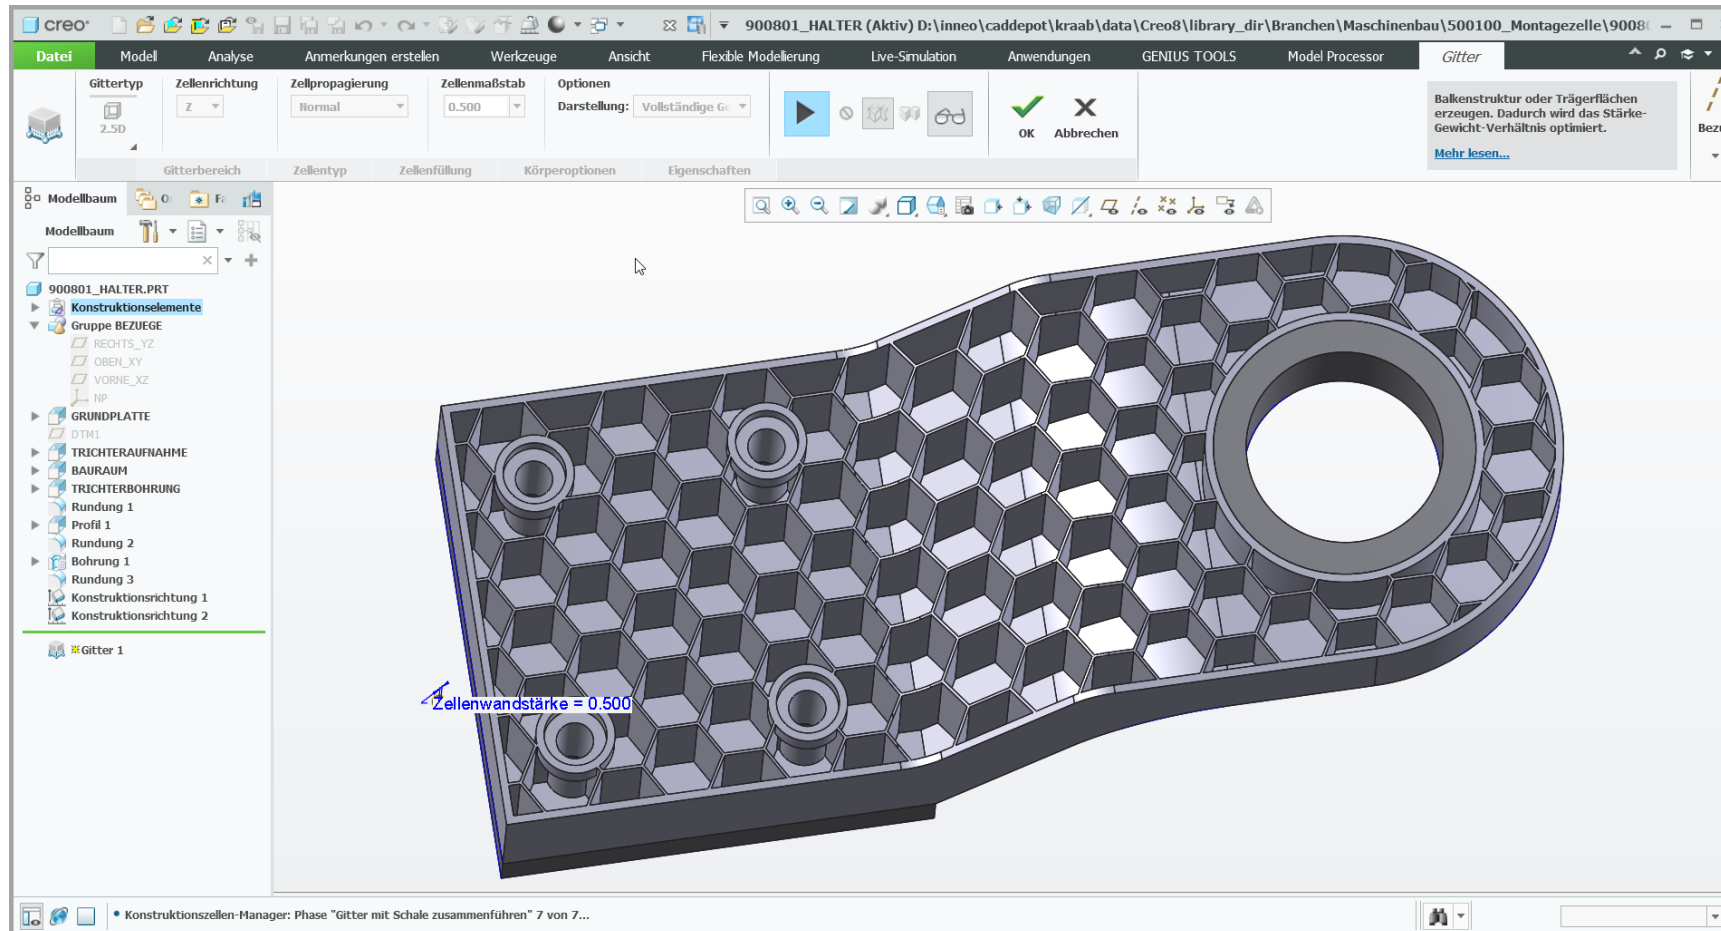 creo
900801_HALTER (Aktiv) D:\inneo\caddepot\kraab\data\Creo8\library_dir\Branchen\Maschinenbau\500100_Montagezelle\9008
Datei Modell Analyse Anmerkungen erstellen Werkzeuge Ansicht Flexible Modellierung Live-Simulation Anwendungen GENIUS TOOLS Model Processor Gitter
Gittertyp Zellenrichtung Zellpropagierung Zellenmaßstab Optionen
2.5D Z Normal 0.500 Darstellung: Vollständige Ge
OK Abbrechen
Balkenstruktur oder Trägerflächen
erzeugen. Dadurch wird das Stärke-
Gewicht-Verhältnis optimiert.
Mehr lesen...
Bezu
Gitterbereich Zellentyp Zellenfüllung Körperoptionen Eigenschaften
Modellbaum
Modellbaum
900801_HALTER.PRT
Konstruktionselemente
Gruppe BEZUEGE
RECHTS_YZ
OBEN_XY
VORNE_XZ
NP
GRUNDPLATTE
DTM1
TRICHTERAUFNAHME
BAURAUM
TRICHTERBOHRUNG
Rundung 1
Profil 1
Rundung 2
Bohrung 1
Rundung 3
Konstruktionsrichtung 1
Konstruktionsrichtung 2
Gitter 1
Zellenwandstärke = 0.500
• Konstruktionszellen-Manager: Phase "Gitter mit Schale zusammenführen" 7 von 7...